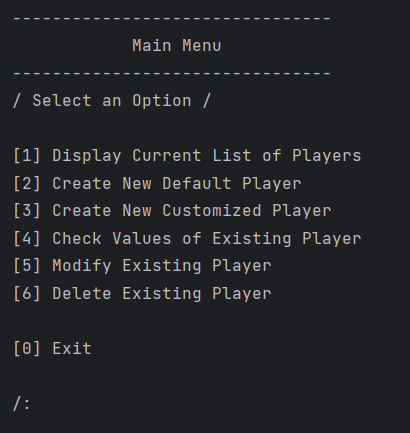 --------------------------------
Main Menu
--------------------------------
/ Select an Option /
[1] Display Current List of Players
[2] Create New Default Player
[3] Create New Customized Player
[4] Check Values of Existing Player
[5] Modify Existing Player
[6] Delete Existing Player
[0] Exit
/: